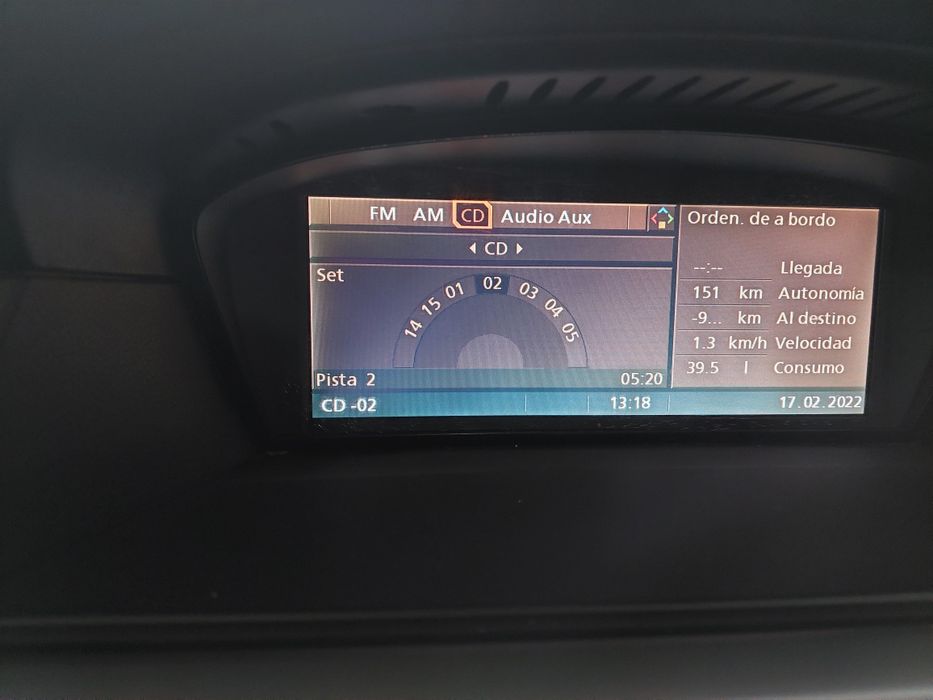 FM AM CD Audio Aux
CD
Set
14 15 01 02 03 04 05
Pista 2 05:20
CD -02 13:18 17.02.2022
Orden. de a bordo
--:-- Llegada
151 km Autonomía
-9... km Al destino
1.3 km/h Velocidad
39.5 l Consumo